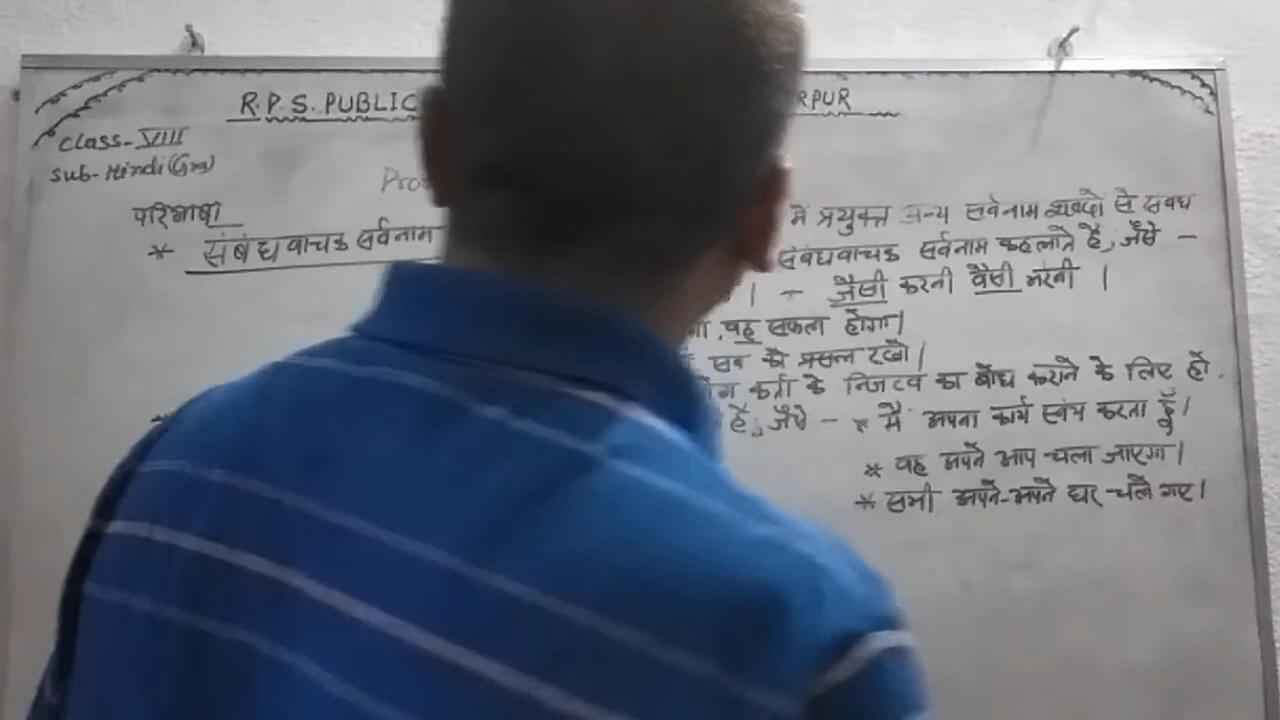 R.P.S. PUBLIC RPUR
Class- VIII
Sub- Hindi (Gra)
परिभाषा
में प्रयुक्त अन्य सर्वनाम शब्दों से संबंध
* संबंधवाचक सर्वनाम संबंधवाचक सर्वनाम कहलाते हैं, जैसे -
। - जैसी करनी वैसी भरनी ।
वह सफल होगा।
सब को प्रसन्न रखो।
कर्ता के निजत्व का बोध कराने के लिए हो
है, जैसे - * मैं अपना कार्य स्वंय करता हूँ।
* वह अपने आप चला जाएगा।
* सभी अपने-अपने घर चले गए।